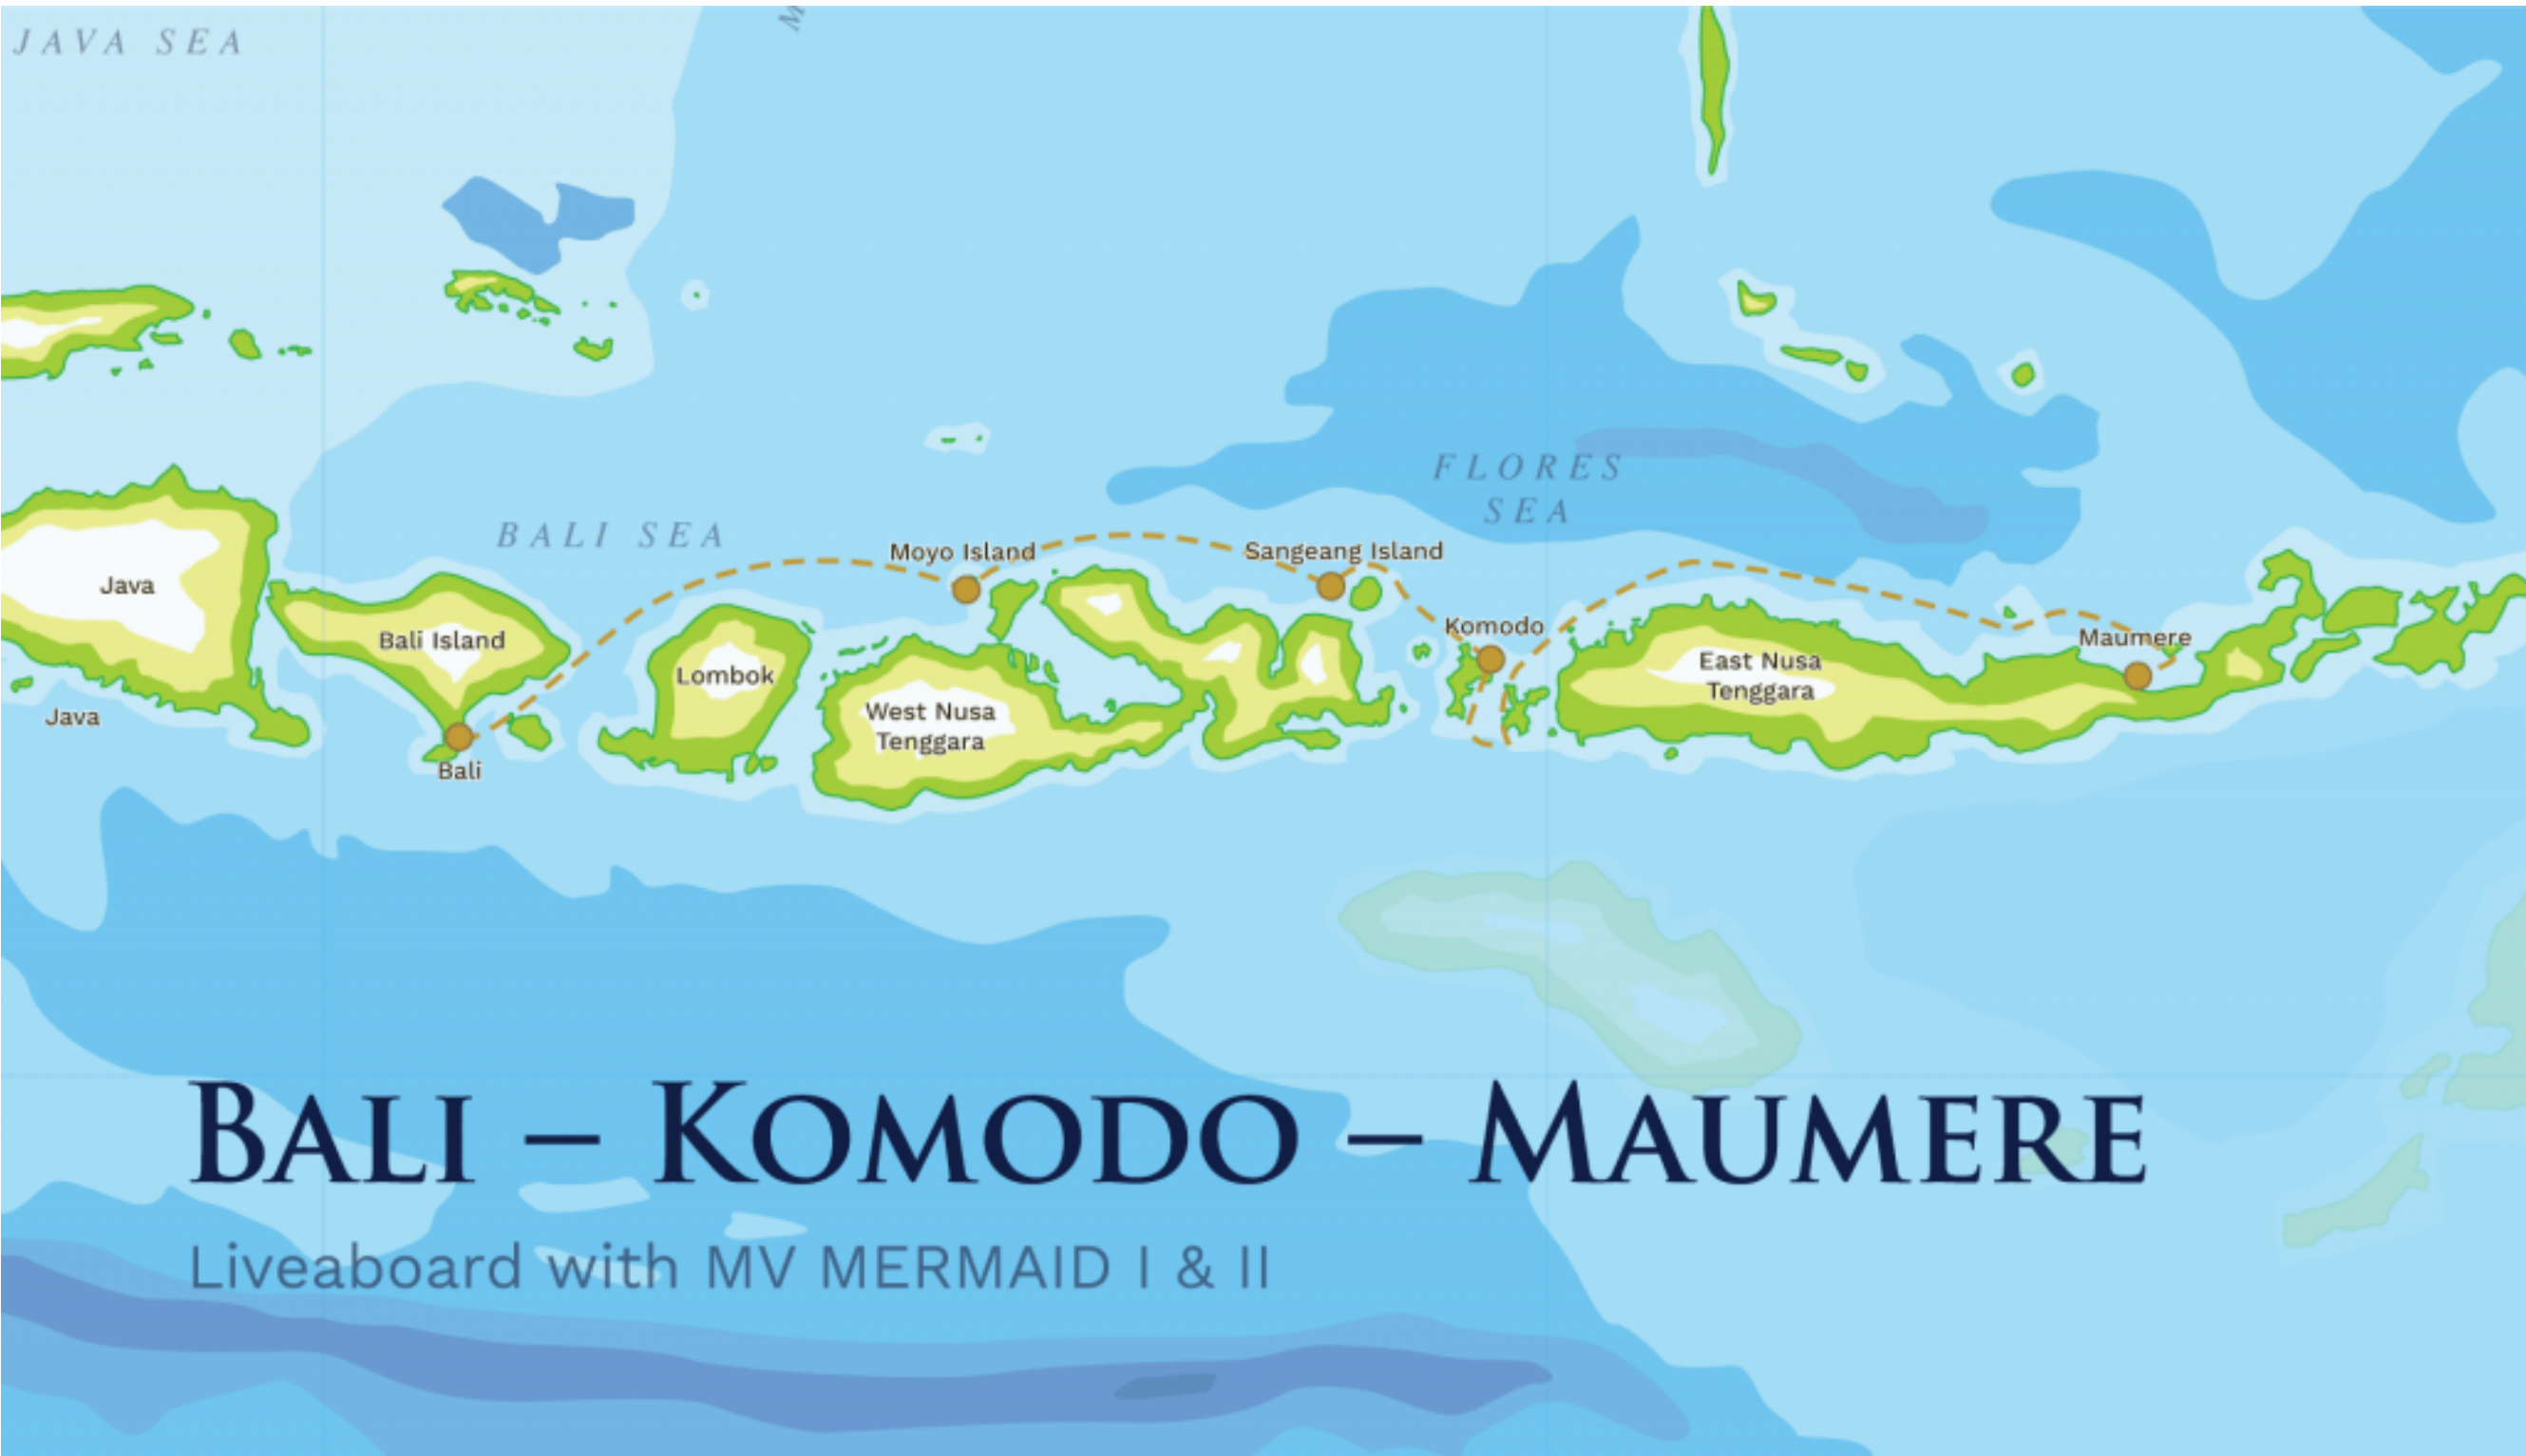 JAVA SEA
M
BALI SEA
FLORES
SEA
Moyo Island
Sangeang Island
Komodo
Maumere
Java
Bali Island
Lombok
East Nusa
Tenggara
West Nusa
Tenggara
Java
Bali
BALI – KOMODO – MAUMERE
Liveaboard with MV MERMAID I & II